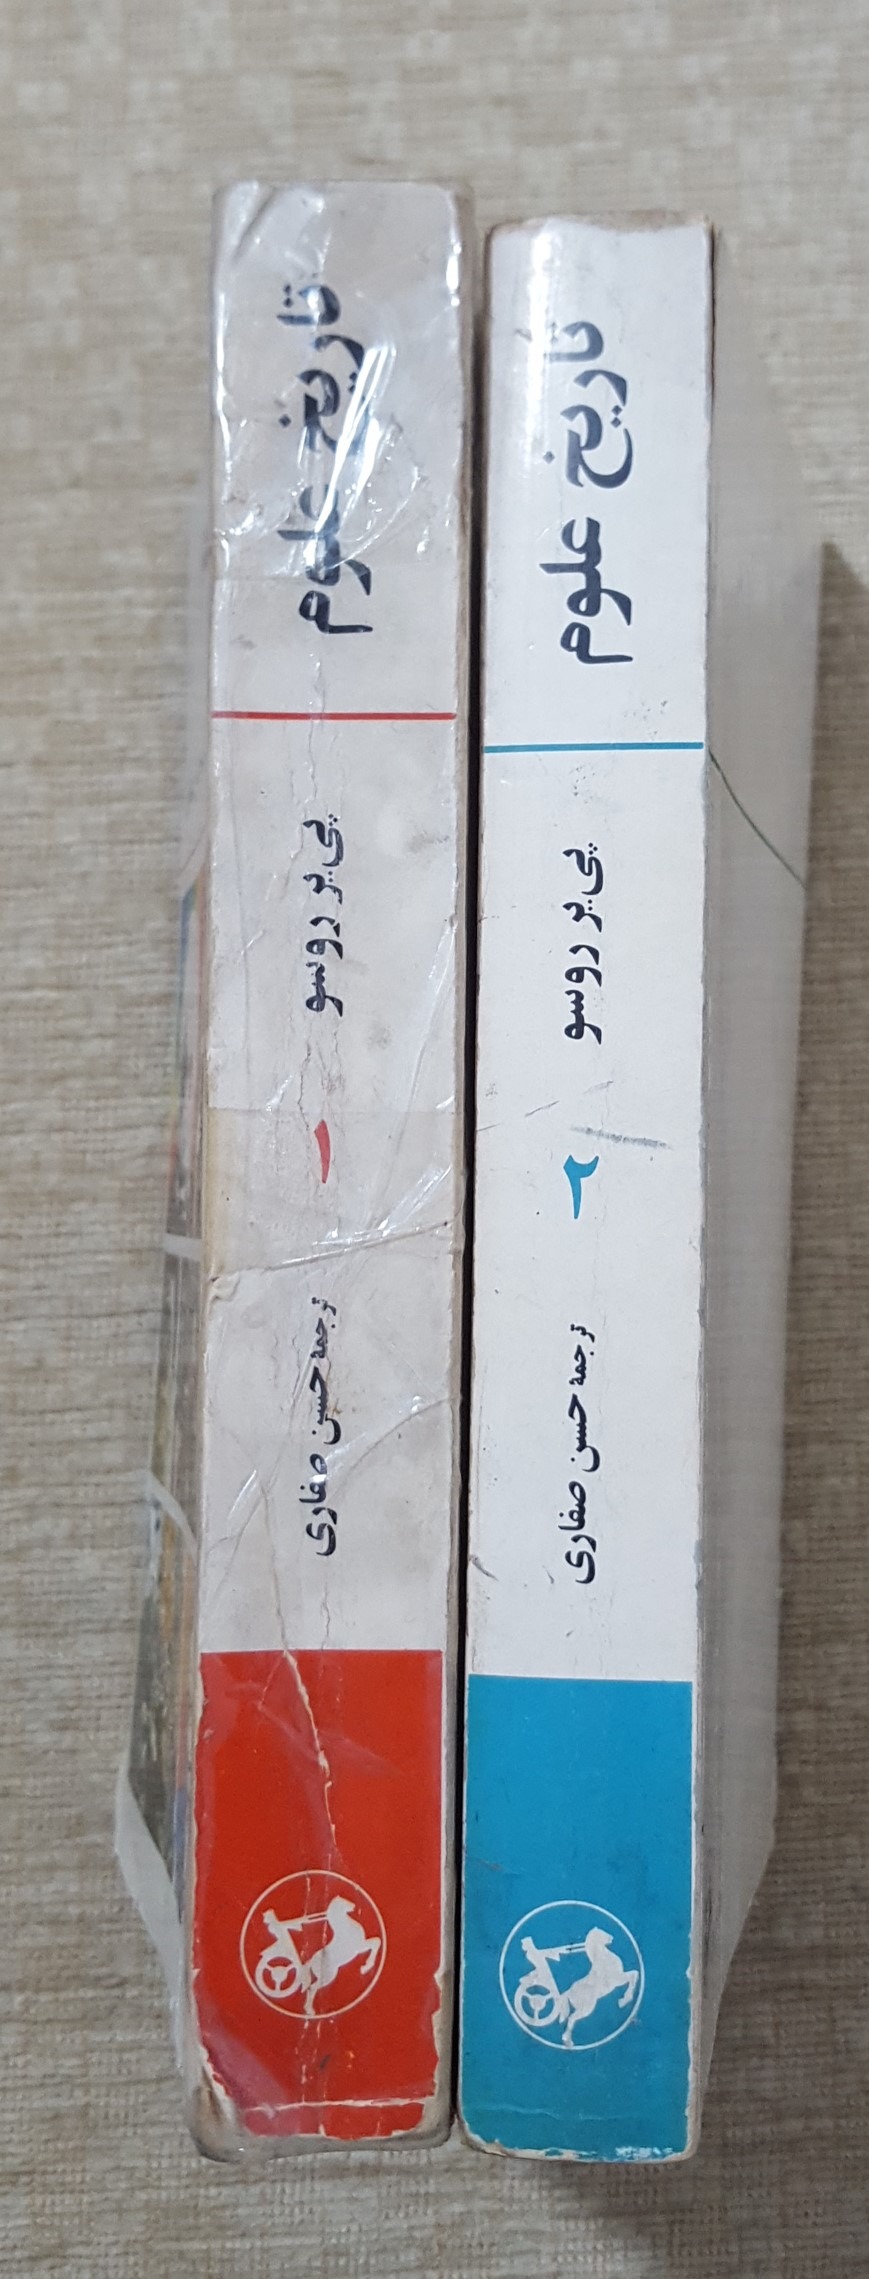 تاریخ علوم
پی یر روسو
۱
ترجمهٔ حسن صفاری
تاریخ علوم
پی یر روسو
۲
ترجمهٔ حسن صفاری